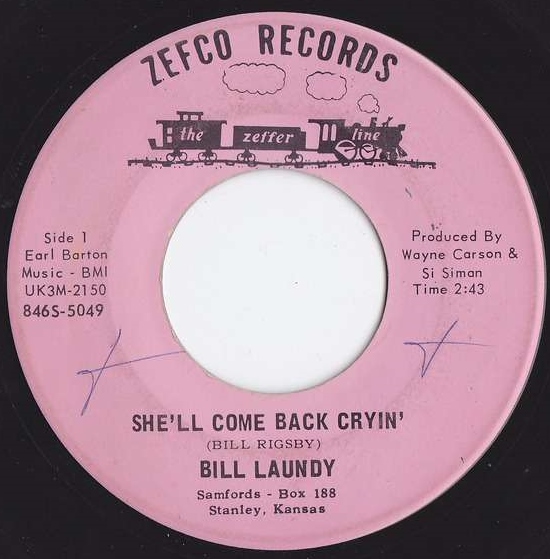 ZEFCO RECORDS
the zeffer line
Side 1
Earl Barton
Music - BMI
UK3M-2150
846S-5049
Produced By
Wayne Carson &
Si Siman
Time 2:43
SHE'LL COME BACK CRYIN'
(BILL RIGSBY)
BILL LAUNDY
Samfords - Box 188
Stanley, Kansas